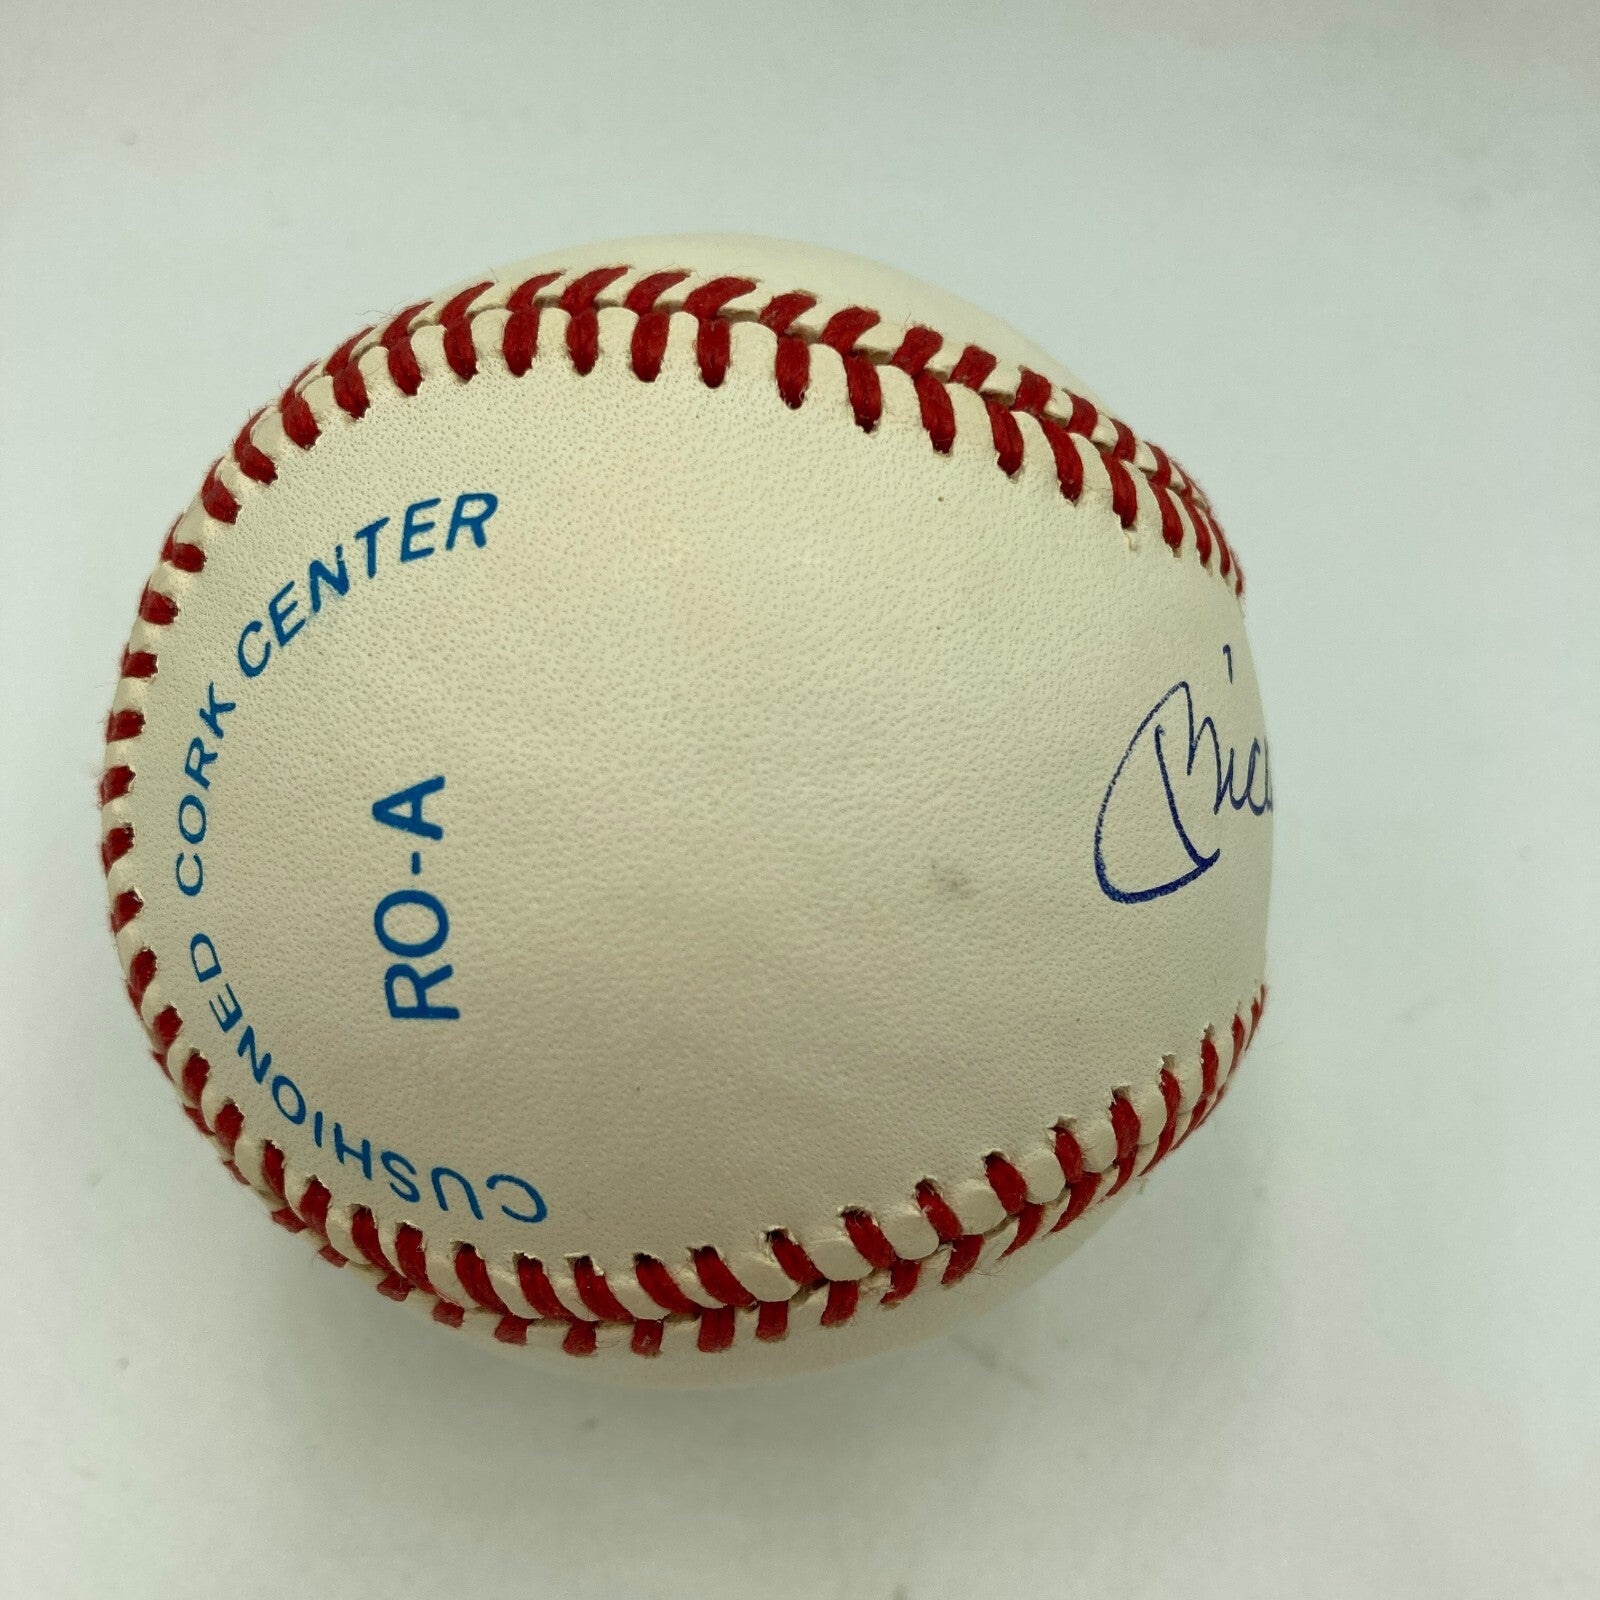 CUSHIONED CORK CENTER
RO-A